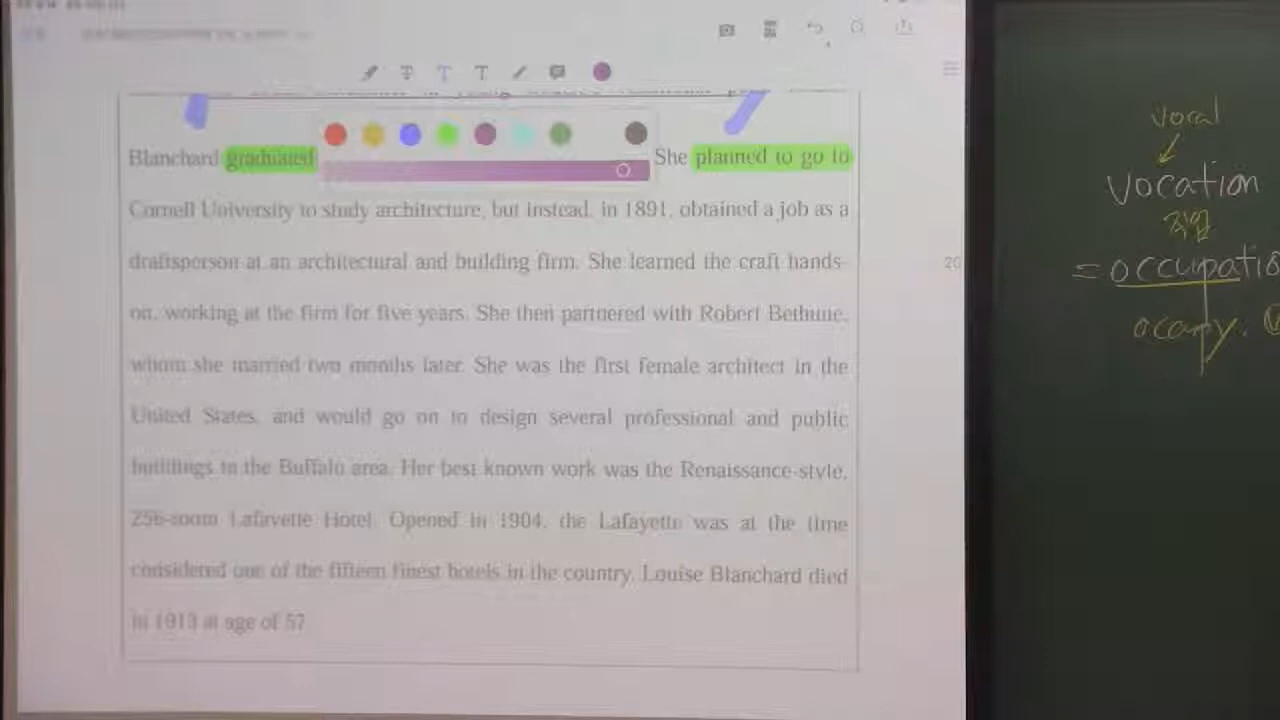 Blanchard graduated She planned to go to
Cornell University to study architecture, but instead, in 1891, obtained a job as a
draftsperson at an architectural and building firm. She learned the craft hands-
on, working at the firm for five years. She then partnered with Robert Bethune,
whom she married two months later. She was the first female architect in the
United States, and would go on to design several professional and public
buildings in the Buffalo area. Her best known work was the Renaissance-style,
256-room Lafayette Hotel. Opened in 1904, the Lafayette was at the time
considered one of the fifteen finest hotels in the country. Louise Blanchard died
in 1913 at age of 57
20
vocal
vocation
직업
= occupatio
ocapy.